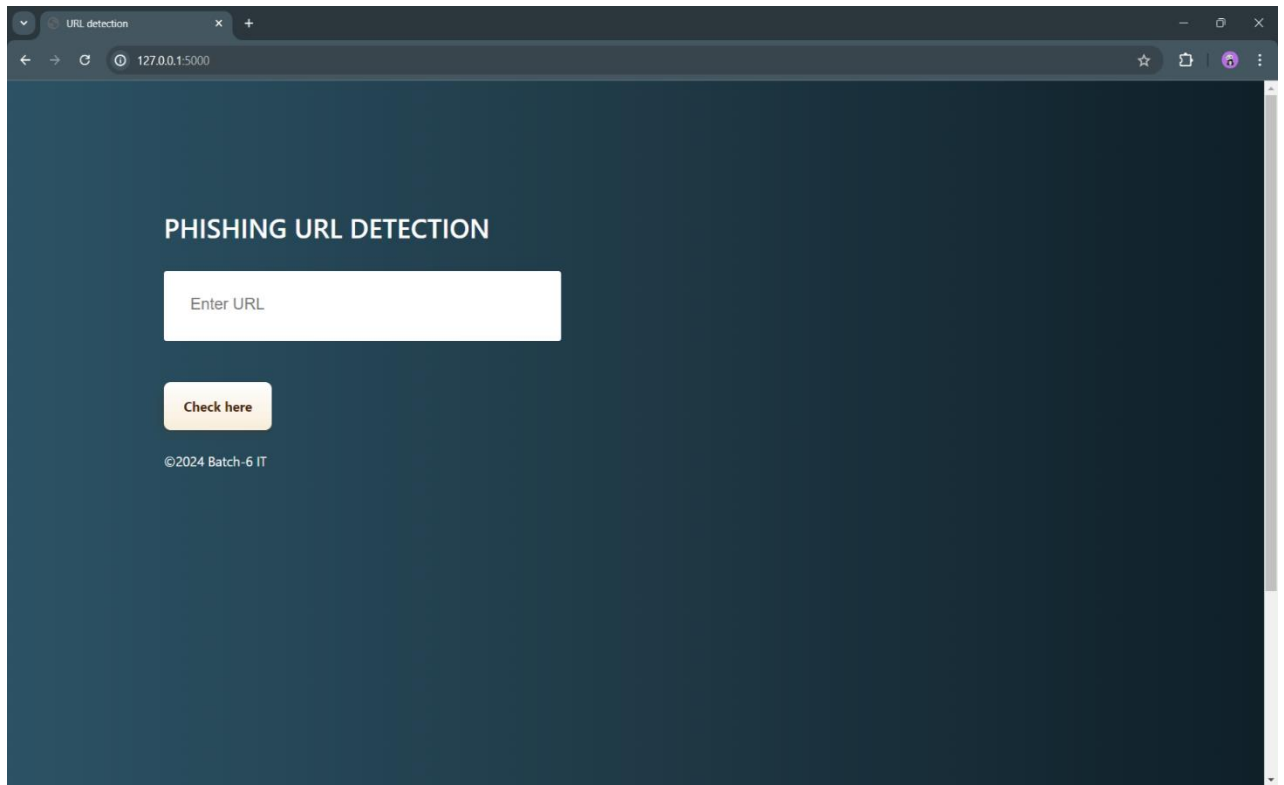 URL detection
127.0.0.1:5000
PHISHING URL DETECTION
Enter URL
Check here
©2024 Batch-6 IT